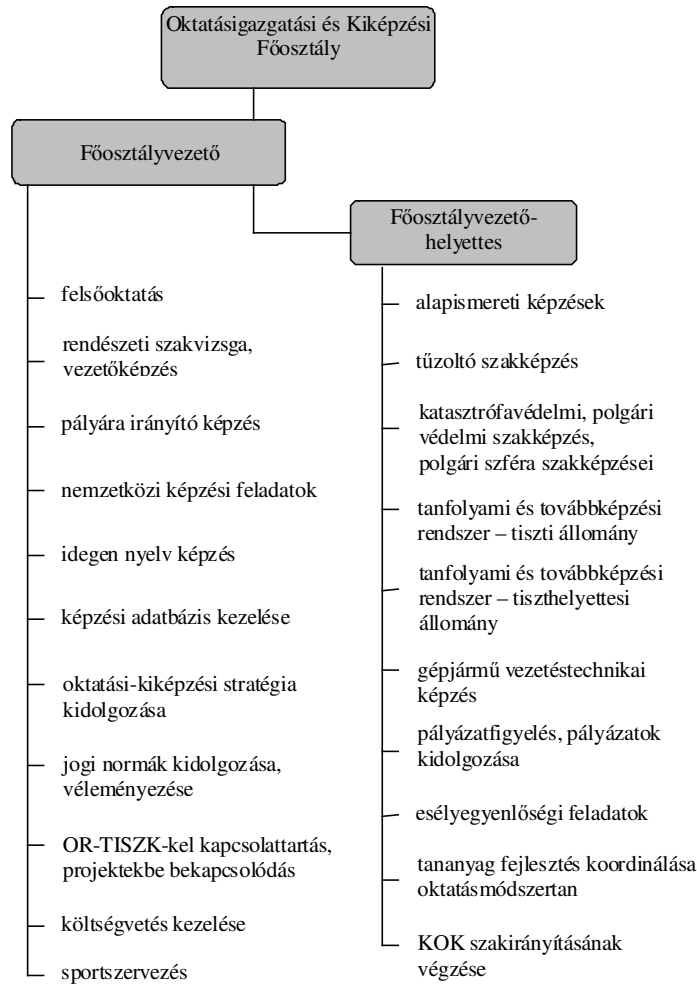 Oktatásigazgatási és Kiképzési
Főosztály
Főosztályvezető
Főosztályvezető-
helyettes
felsőoktatás
rendészeti szakvizsga,
vezetőképzés
pályára irányító képzés
nemzetközi képzési feladatok
idegen nyelv képzés
képzési adatbázis kezelése
oktatási-kiképzési stratégia
kidolgozása
jogi normák kidolgozása,
véleményezése
OR-TISZK-kel kapcsolattartás,
projektekbe bekapcsolódás
költségvetés kezelése
sportszervezés
alapismereti képzések
tűzoltó szakképzés
katasztrófavédelmi, polgári
védelmi szakképzés,
polgári szféra szakképzései
tanfolyami és továbbképzési
rendszer – tiszti állomány
tanfolyami és továbbképzési
rendszer – tiszthelyettesi
állomány
gépjármű vezetéstechnikai
képzés
pályázatfigyelés, pályázatok
kidolgozása
esélyegyenlőségi feladatok
tananyag fejlesztés koordinálása
oktatásmódszertan
KOK szakirányításának
végzése